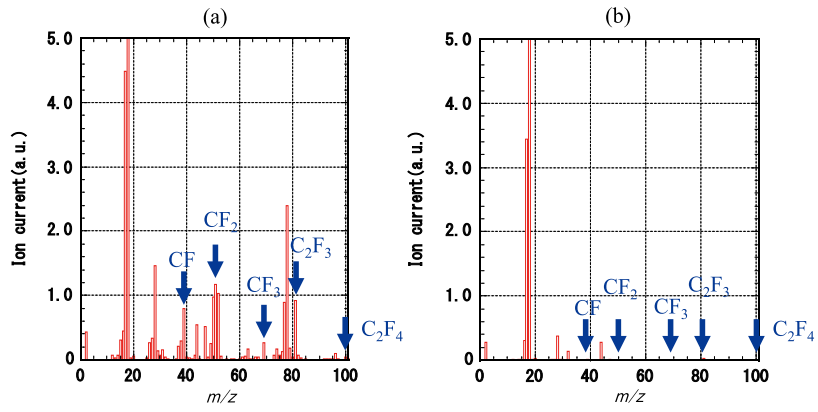 (a)
5.0
4.0
3.0
2.0
1.0
0
Ion current(a.u.)
CF
CF₂
CF₃
C₂F₃
C₂F₄
0 20 40 60 80 100
m/z
(b)
5.0
4.0
3.0
2.0
1.0
0
Ion current(a.u.)
CF
CF₂
CF₃
C₂F₃
C₂F₄
0 20 40 60 80 100
m/z